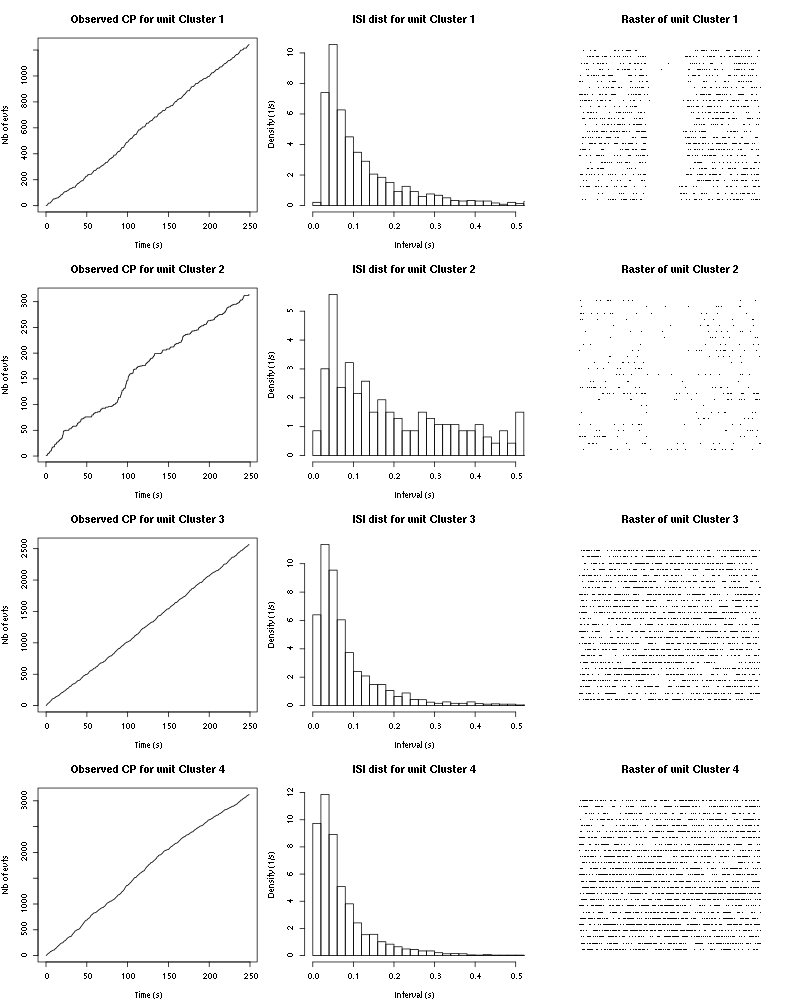 Observed CP for unit Cluster 1
ISI dist for unit Cluster 1
Raster of unit Cluster 1
Nb of evts
0 200 400 600 800 1000
0 50 100 150 200 250
Time (s)
Density (1/s)
0 2 4 6 8 10
0.0 0.1 0.2 0.3 0.4 0.5
Interval (s)
Observed CP for unit Cluster 2
ISI dist for unit Cluster 2
Raster of unit Cluster 2
Nb of evts
0 50 100 150 200 250 300
0 50 100 150 200 250
Time (s)
Density (1/s)
0 1 2 3 4 5
0.0 0.1 0.2 0.3 0.4 0.5
Interval (s)
Observed CP for unit Cluster 3
ISI dist for unit Cluster 3
Raster of unit Cluster 3
Nb of evts
0 500 1000 1500 2000 2500
0 50 100 150 200 250
Time (s)
Density (1/s)
0 2 4 6 8 10
0.0 0.1 0.2 0.3 0.4 0.5
Interval (s)
Observed CP for unit Cluster 4
ISI dist for unit Cluster 4
Raster of unit Cluster 4
Nb of evts
0 500 1000 2000 3000
0 50 100 150 200 250
Time (s)
Density (1/s)
0 2 4 6 8 10 12
0.0 0.1 0.2 0.3 0.4 0.5
Interval (s)